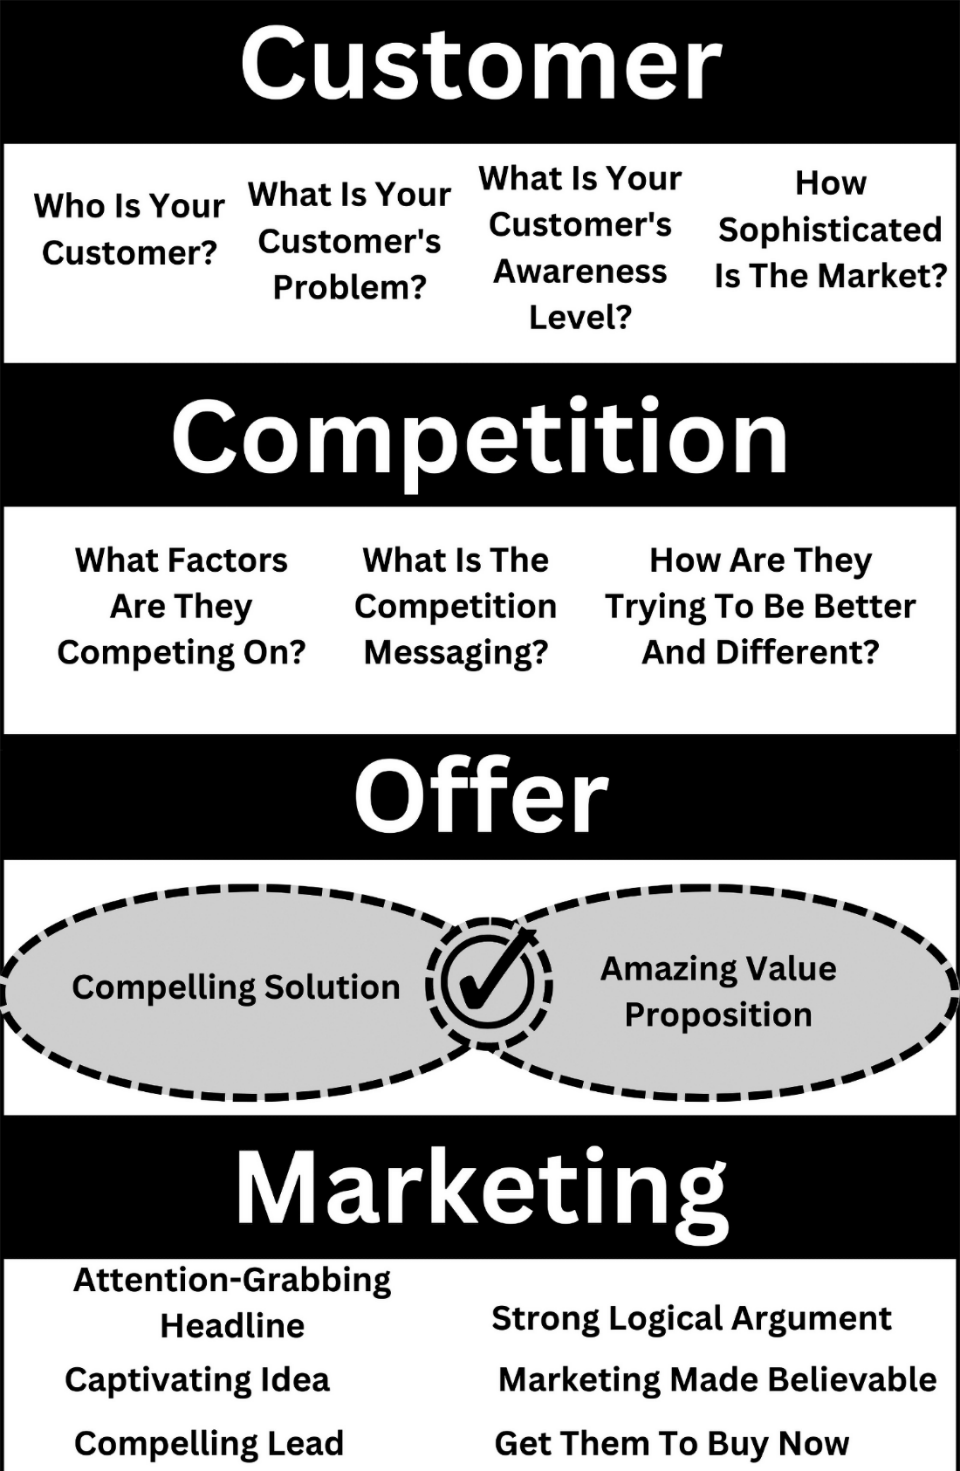 Customer
Who Is Your
Customer?
What Is Your
Customer's
Problem?
What Is Your
Customer's
Awareness
Level?
How
Sophisticated
Is The Market?
Competition
What Factors
Are They
Competing On?
What Is The
Competition
Messaging?
How Are They
Trying To Be Better
And Different?
Offer
Compelling Solution
Amazing Value
Proposition
Marketing
Attention-Grabbing
Headline
Captivating Idea
Compelling Lead
Strong Logical Argument
Marketing Made Believable
Get Them To Buy Now